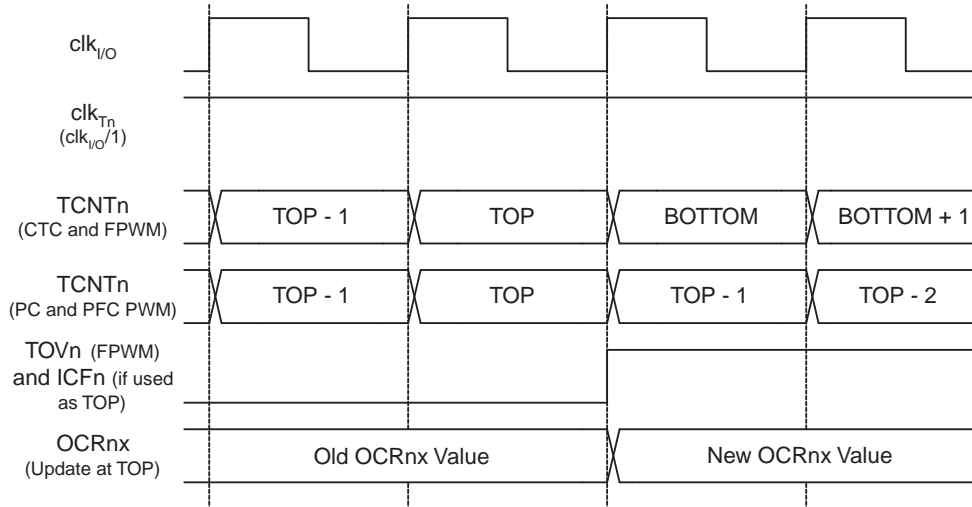 clkI/O
clkTn
(clkI/O/1)
TCNTn
(CTC and FPWM)
TOP - 1
TOP
BOTTOM
BOTTOM + 1
TCNTn
(PC and PFC PWM)
TOP - 1
TOP
TOP - 1
TOP - 2
TOVn (FPWM)
and ICFn (if used
as TOP)
OCRnx
(Update at TOP)
Old OCRnx Value
New OCRnx Value